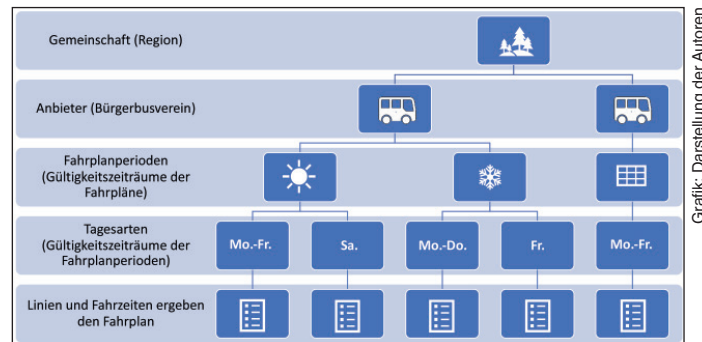 Gemeinschaft (Region)
Anbieter (Bürgerbusverein)
Fahrplanperioden
(Gültigkeitszeiträume der
Fahrpläne)
Tagesarten
(Gültigkeitszeiträume der
Fahrplanperioden)
Mo.-Fr.
Sa.
Mo.-Do.
Fr.
Mo.-Fr.
Linien und Fahrzeiten ergeben
den Fahrplan
Grafik: Darstellung der Autoren